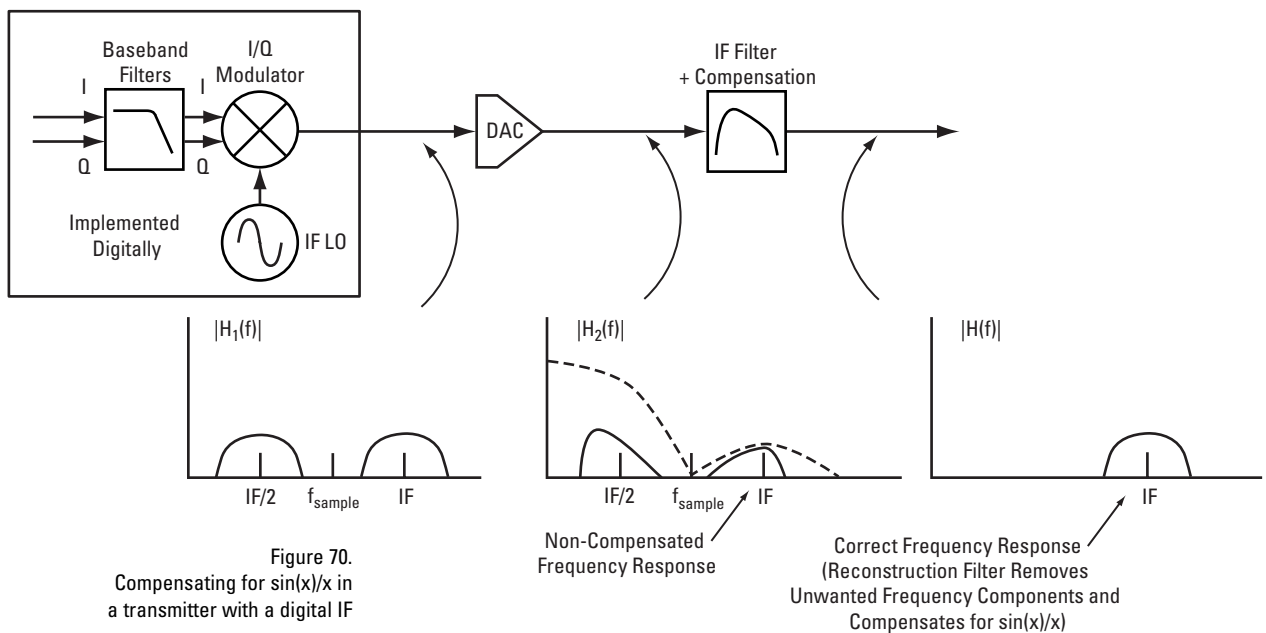 Baseband
Filters
I/Q
Modulator
I
I
Q
Q
Implemented
Digitally
IF LO
DAC
IF Filter
+ Compensation
|H₁(f)|
IF/2
f_sample
IF
|H₂(f)|
IF/2
f_sample
IF
Non-Compensated
Frequency Response
|H(f)|
IF
Correct Frequency Response
(Reconstruction Filter Removes
Unwanted Frequency Components and
Compensates for sin(x)/x)
Figure 70.
Compensating for sin(x)/x in
a transmitter with a digital IF